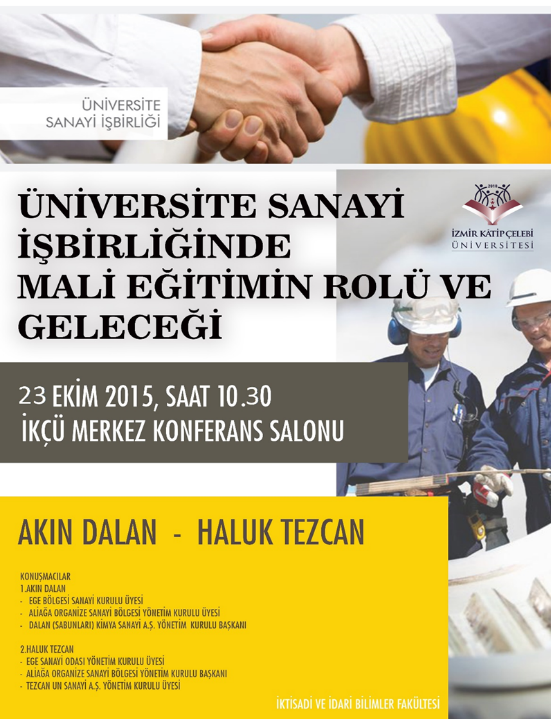 ÜNİVERSİTE
SANAYİ İŞBİRLİĞİ
ÜNİVERSİTE SANAYİ
İŞBİRLİĞİNDE
MALİ EĞİTİMİN ROLÜ VE
GELECEĞİ
2010
İZMİR KÂTİP ÇELEBİ
ÜNİVERSİTESİ
23 EKİM 2015, SAAT 10.30
İKÇÜ MERKEZ KONFERANS SALONU
AKIN DALAN - HALUK TEZCAN
KONUŞMACILAR
1.AKIN DALAN
- EGE BÖLGESİ SANAYİ KURULU ÜYESİ
- ALİAĞA ORGANİZE SANAYİ BÖLGESİ YÖNETİM KURULU ÜYESİ
- DALAN (SABUNLARI) KİMYA SANAYİ A.Ş. YÖNETİM KURULU BAŞKANI
2.HALUK TEZCAN
- EGE SANAYİ ODASI YÖNETİM KURULU ÜYESİ
- ALİAĞA ORGANİZE SANAYİ BÖLGESİ YÖNETİM KURULU BAŞKANI
- TEZCAN UN SANAYİ A.Ş. YÖNETİM KURULU ÜYESİ
İKTİSADİ VE İDARİ BİLİMLER FAKÜLTESİ